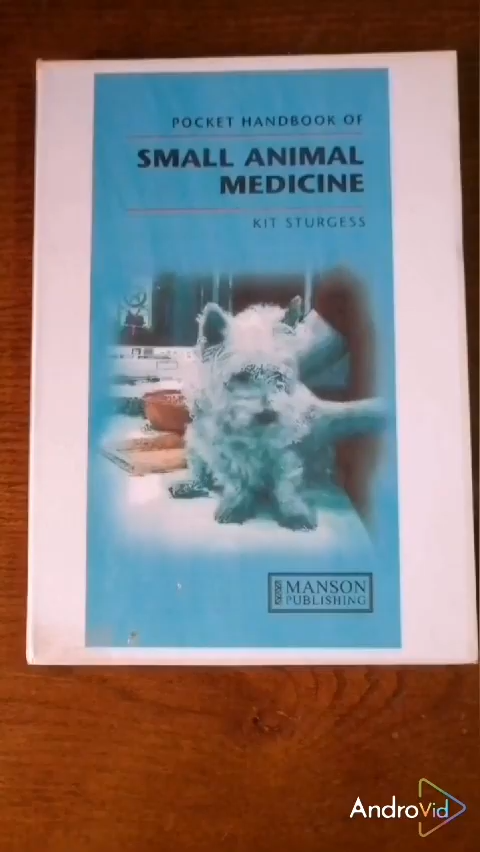 POCKET HANDBOOK OF
SMALL ANIMAL
MEDICINE
KIT STURGESS
MANSON
PUBLISHING
AndroVid